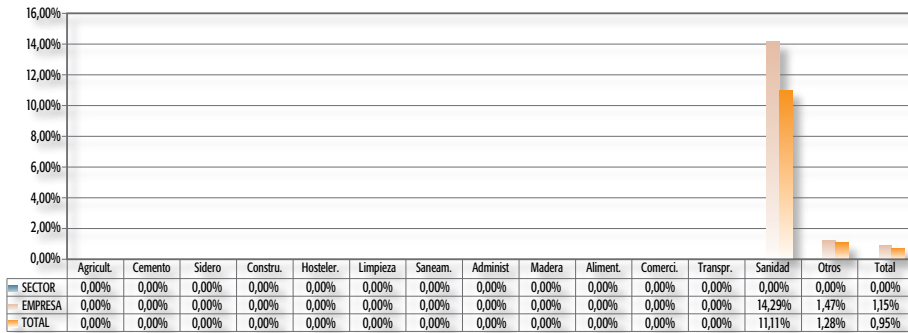 16,00%
14,00%
12,00%
10,00%
8,00%
6,00%
4,00%
2,00%
0,00%
Agricult. Cemento Sidero Constru. Hosteler. Limpieza Saneam. Administ Madera Aliment. Comerci. Transpr. Sanidad Otros Total
SECTOR 0,00% 0,00% 0,00% 0,00% 0,00% 0,00% 0,00% 0,00% 0,00% 0,00% 0,00% 0,00% 0,00% 0,00% 0,00%
EMPRESA 0,00% 0,00% 0,00% 0,00% 0,00% 0,00% 0,00% 0,00% 0,00% 0,00% 0,00% 0,00% 14,29% 1,47% 1,15%
TOTAL 0,00% 0,00% 0,00% 0,00% 0,00% 0,00% 0,00% 0,00% 0,00% 0,00% 0,00% 0,00% 11,11% 1,28% 0,95%